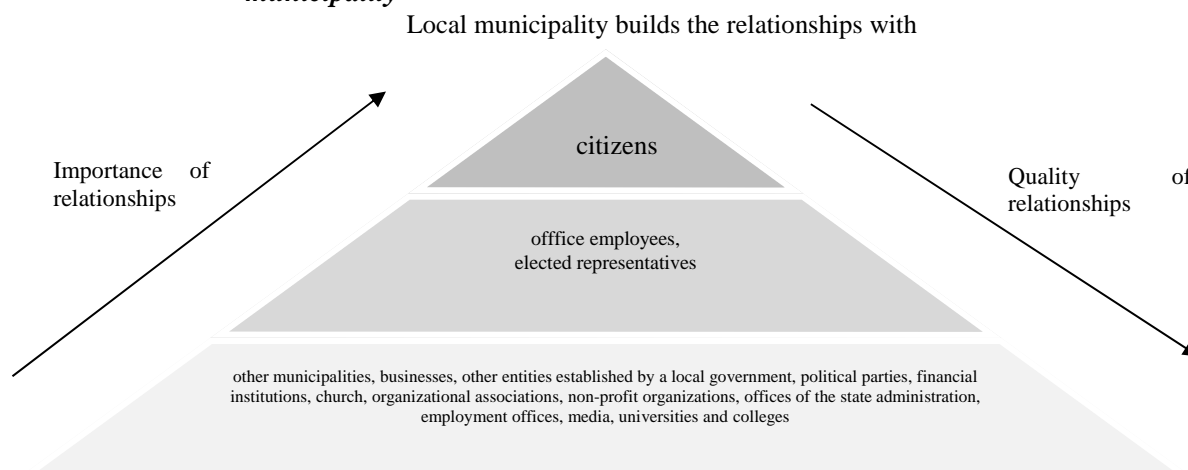 municipality
Local municipality builds the relationships with
citizens
Importance of
relationships
Quality of
relationships
offfice employees,
elected representatives
other municipalities, businesses, other entities established by a local government, political parties, financial
institutions, church, organizational associations, non-profit organizations, offices of the state administration,
employment offices, media, universities and colleges